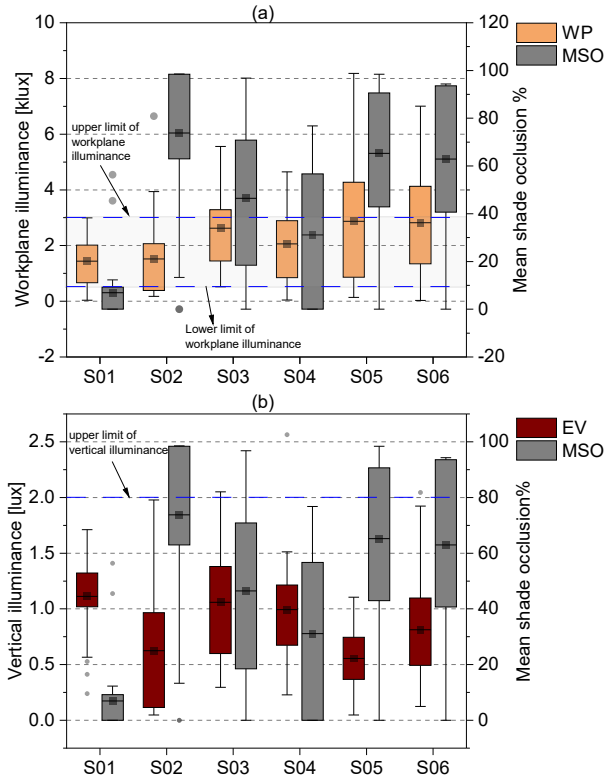 (a)
WP
MSO
Workplane illuminance [klux]
10
8
6
4
2
0
-2
upper limit of
workplane
illuminance
Lower limit of
workplane illuminance
120
100
80
60
40
20
0
-20
Mean shade occlusion %
S01 S02 S03 S04 S05 S06
(b)
EV
MSO
Vertical illuminance [lux]
2.5
2.0
1.5
1.0
0.5
0.0
upper limit of
vertical illuminance
100
80
60
40
20
0
Mean shade occlusion%
S01 S02 S03 S04 S05 S06